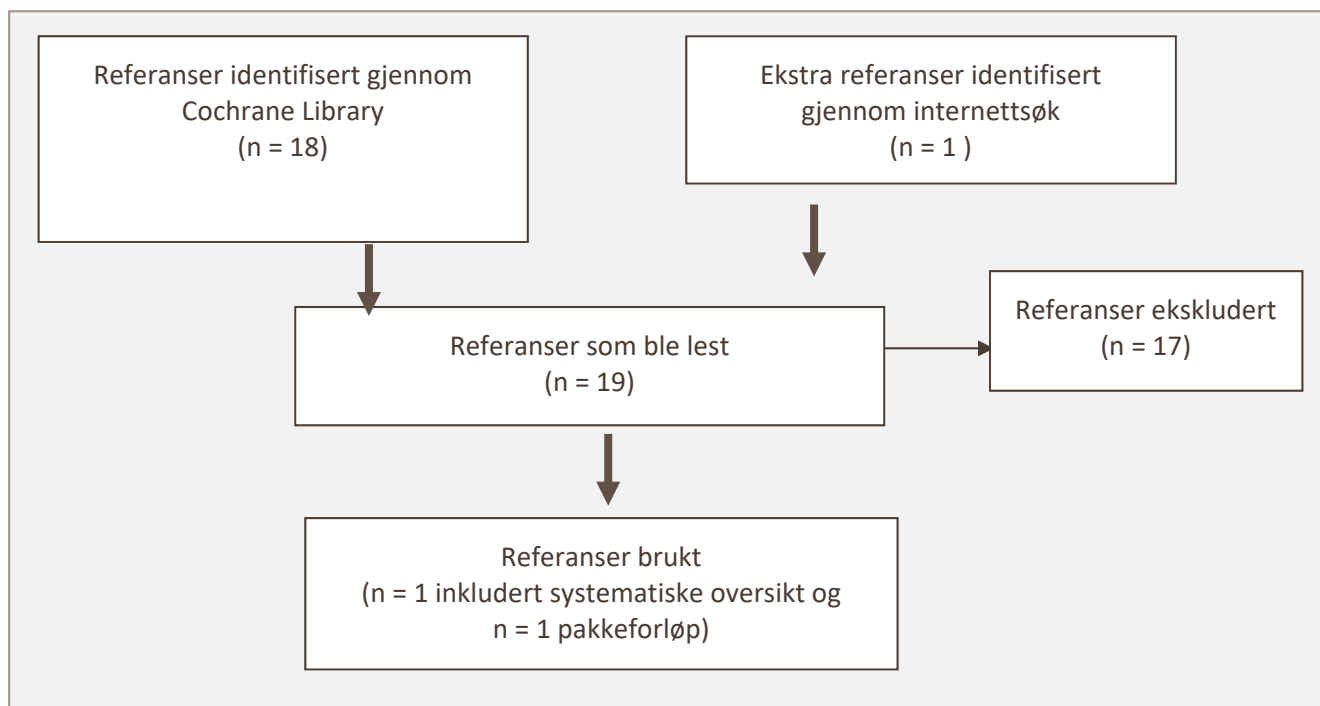 Referanser identifisert gjennom
Cochrane Library
(n = 18)
Ekstra referanser identifisert
gjennom internettsøk
(n = 1 )
Referanser som ble lest
(n = 19)
Referanser ekskludert
(n = 17)
Referanser brukt
(n = 1 inkludert systematiske oversikt og
n = 1 pakkeforløp)